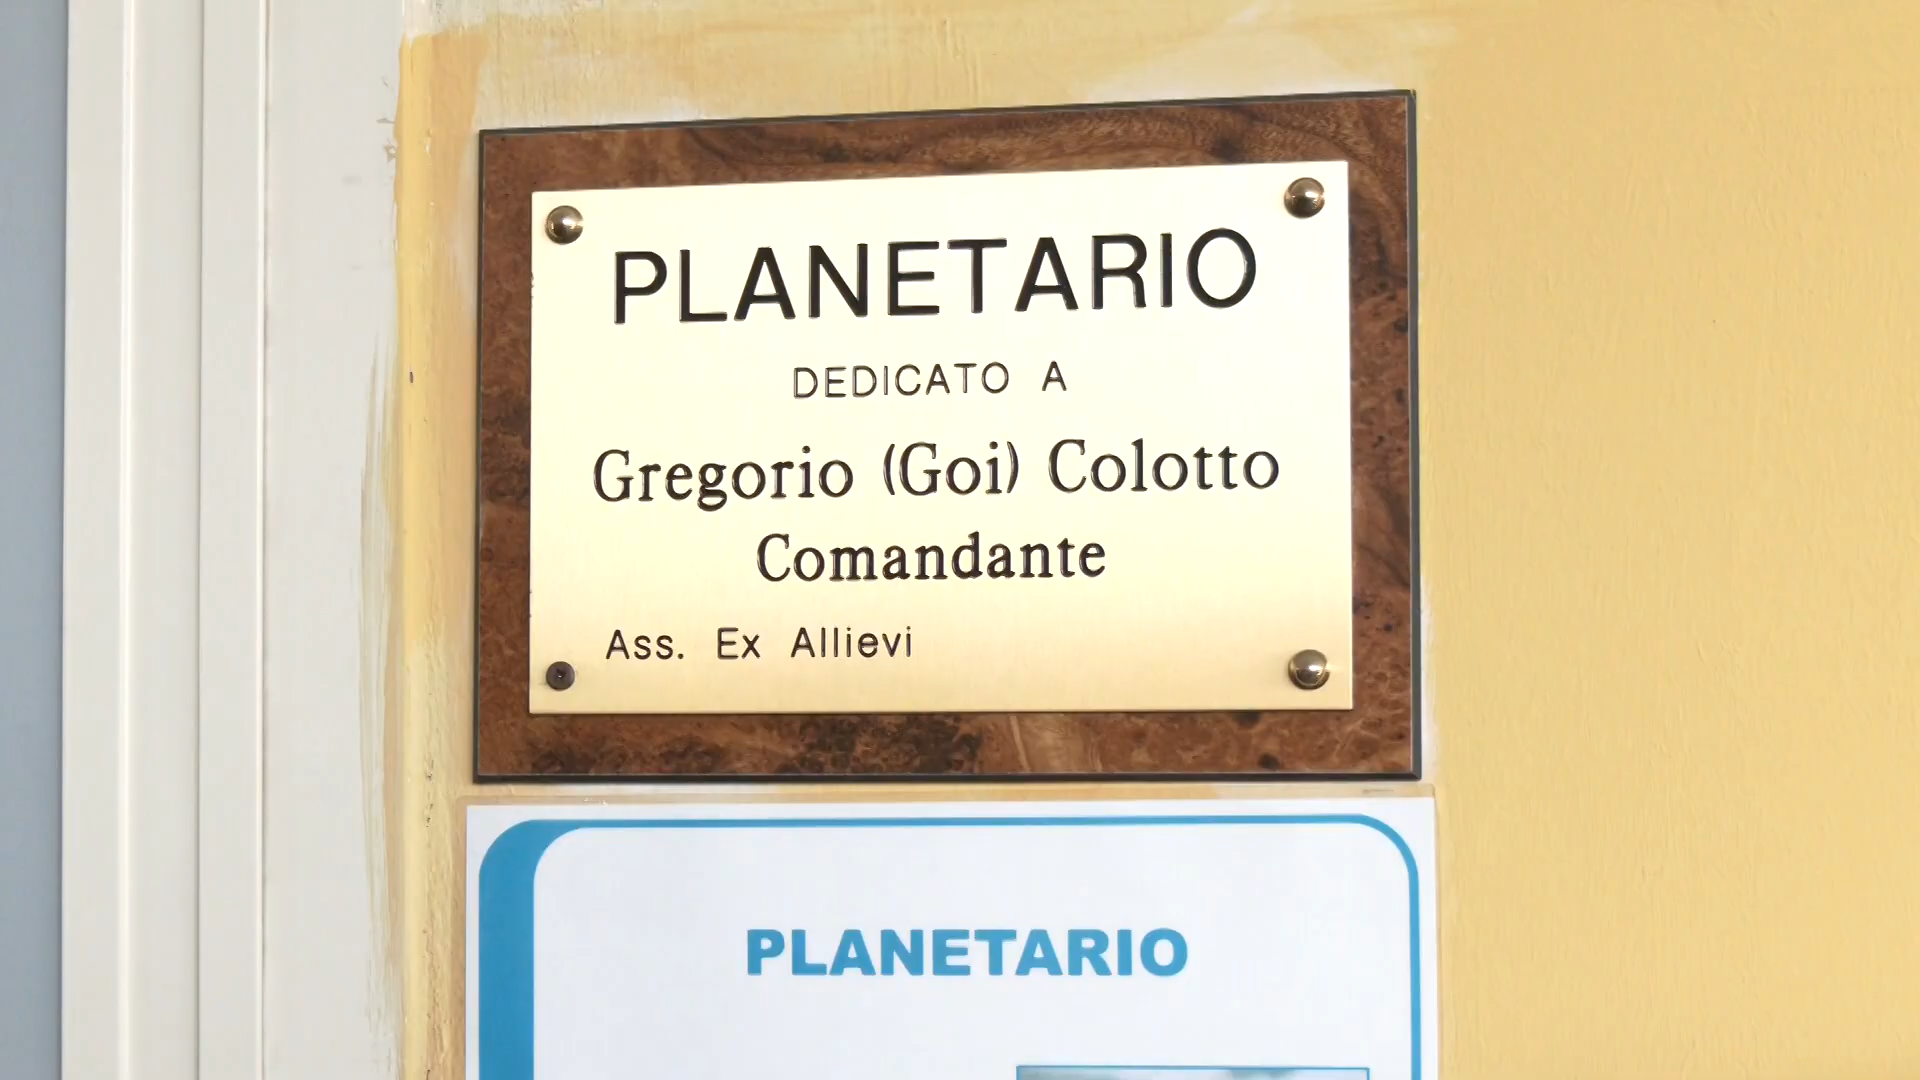 PLANETARIO
DEDICATO A
Gregorio (Goi) Colotto
Comandante
Ass. Ex Allievi
PLANETARIO